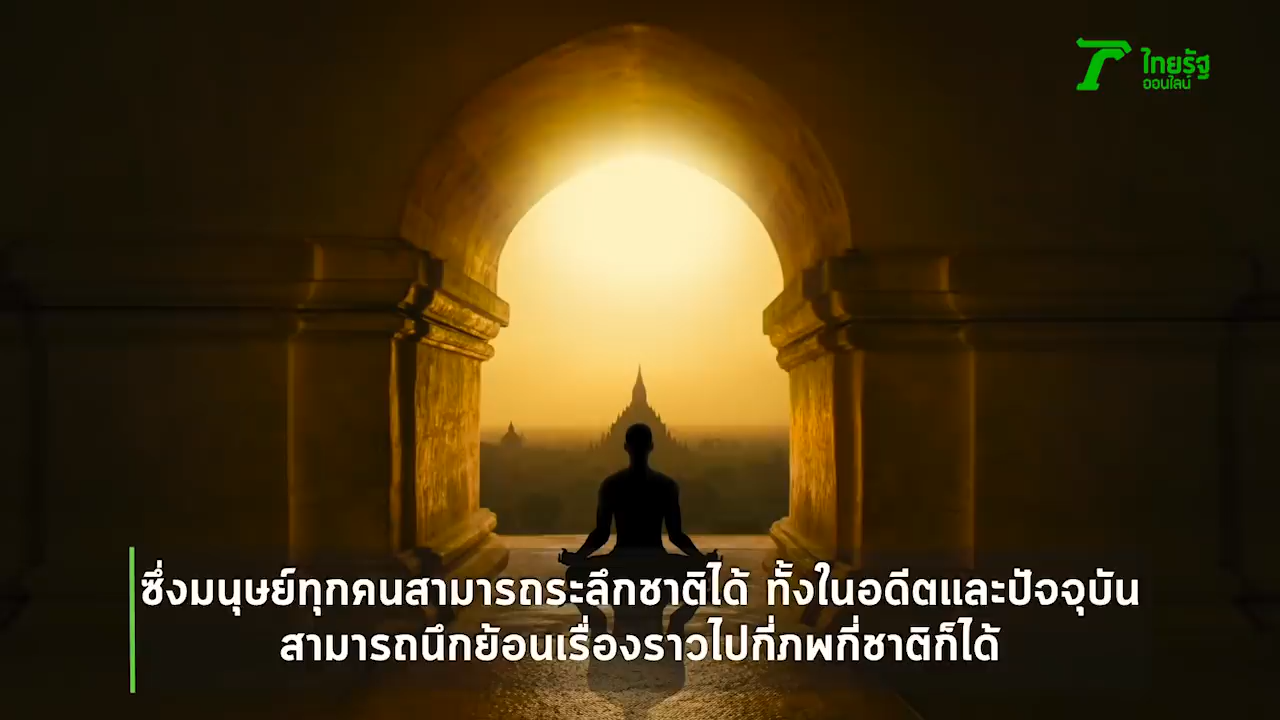 ไทยรัฐ
ออนไลน์
ซึ่งมนุษย์ทุกคนสามารถระลึกชาติได้ ทั้งในอดีตและปัจจุบัน
สามารถนึกย้อนเรื่องราวไปกี่ภพกี่ชาติก็ได้